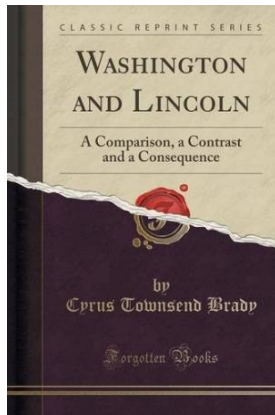 CLASSIC REPRINT SERIES
WASHINGTON
AND LINCOLN
A Comparison, a Contrast
and a Consequence
by
Cyrus Townsend Brady
Forgotten Books